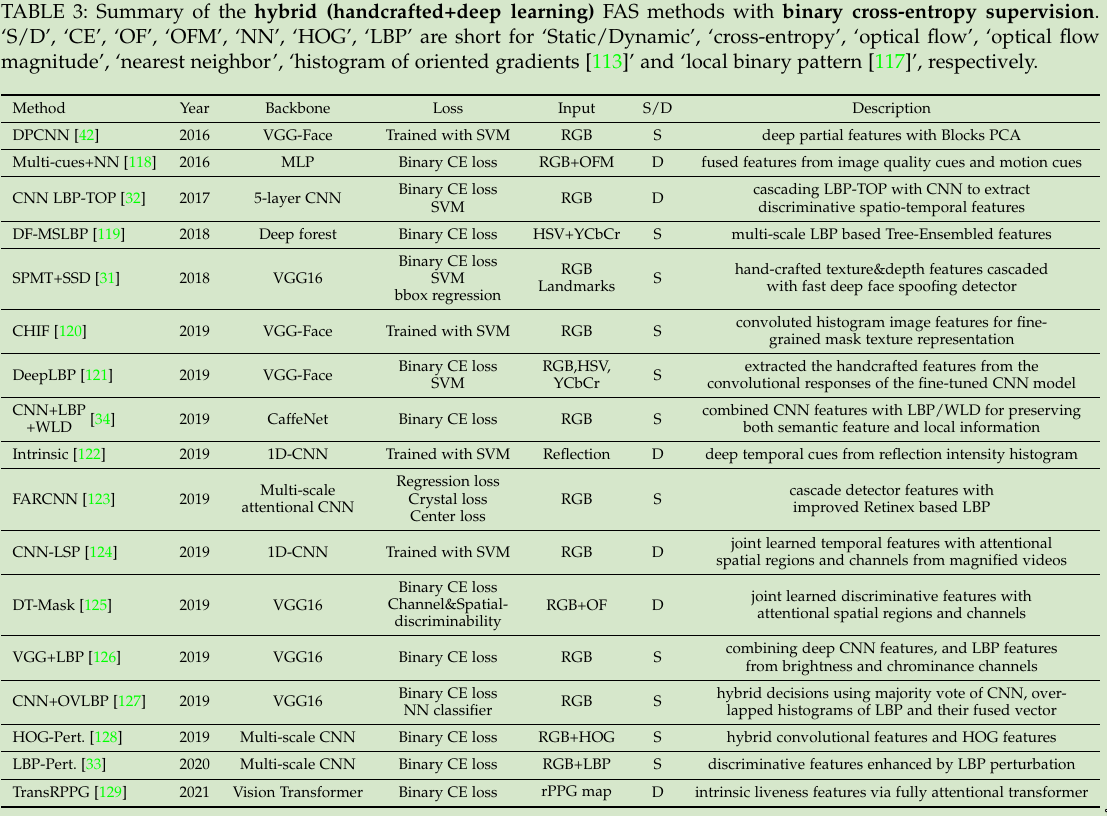 TABLE 3: Summary of the hybrid (handcrafted+deep learning) FAS methods with binary cross-entropy supervision.
‘S/D’, ‘CE’, ‘OF’, ‘OFM’, ‘NN’, ‘HOG’, ‘LBP’ are short for ‘Static/Dynamic’, ‘cross-entropy’, ‘optical flow’, ‘optical flow
magnitude’, ‘nearest neighbor’, ‘histogram of oriented gradients [113]’ and ‘local binary pattern [117]’, respectively.
Method Year Backbone Loss Input S/D Description
DPCNN [42] 2016 VGG-Face Trained with SVM RGB S deep partial features with Blocks PCA
Multi-cues+NN [118] 2016 MLP Binary CE loss RGB+OFM D fused features from image quality cues and motion cues
CNN LBP-TOP [32] 2017 5-layer CNN Binary CE loss
SVM RGB D cascading LBP-TOP with CNN to extract
discriminative spatio-temporal features
DF-MSLBP [119] 2018 Deep forest Binary CE loss HSV+YCbCr S multi-scale LBP based Tree-Ensembled features
SPMT+SSD [31] 2018 VGG16 Binary CE loss
SVM
bbox regression RGB
Landmarks S hand-crafted texture&depth features cascaded
with fast deep face spoofing detector
CHIF [120] 2019 VGG-Face Trained with SVM RGB S convoluted histogram image features for fine-
grained mask texture representation
DeepLBP [121] 2019 VGG-Face Binary CE loss
SVM RGB,HSV,
YCbCr S extracted the handcrafted features from the
convolutional responses of the fine-tuned CNN model
CNN+LBP
+WLD [34] 2019 CaffeNet Binary CE loss RGB S combined CNN features with LBP/WLD for preserving
both semantic feature and local information
Intrinsic [122] 2019 1D-CNN Trained with SVM Reflection D deep temporal cues from reflection intensity histogram
FARCNN [123] 2019 Multi-scale
attentional CNN Regression loss
Crystal loss
Center loss RGB S cascade detector features with
improved Retinex based LBP
CNN-LSP [124] 2019 1D-CNN Trained with SVM RGB D joint learned temporal features with attentional
spatial regions and channels from magnified videos
DT-Mask [125] 2019 VGG16 Binary CE loss
Channel&Spatial-
discriminability RGB+OF D joint learned discriminative features with
attentional spatial regions and channels
VGG+LBP [126] 2019 VGG16 Binary CE loss RGB S combining deep CNN features, and LBP features
from brightness and chrominance channels
CNN+OVLBP [127] 2019 VGG16 Binary CE loss
NN classifier RGB S hybrid decisions using majority vote of CNN, over-
lapped histograms of LBP and their fused vector
HOG-Pert. [128] 2019 Multi-scale CNN Binary CE loss RGB+HOG S hybrid convolutional features and HOG features
LBP-Pert. [33] 2020 Multi-scale CNN Binary CE loss RGB+LBP S discriminative features enhanced by LBP perturbation
TransRPPG [129] 2021 Vision Transformer Binary CE loss rPPG map D intrinsic liveness features via fully attentional transformer